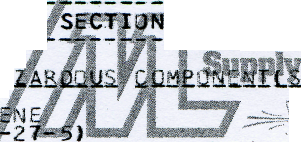 SECTION
Supply
ZARDOUS COMPONENT(S
ENE
-27-5)